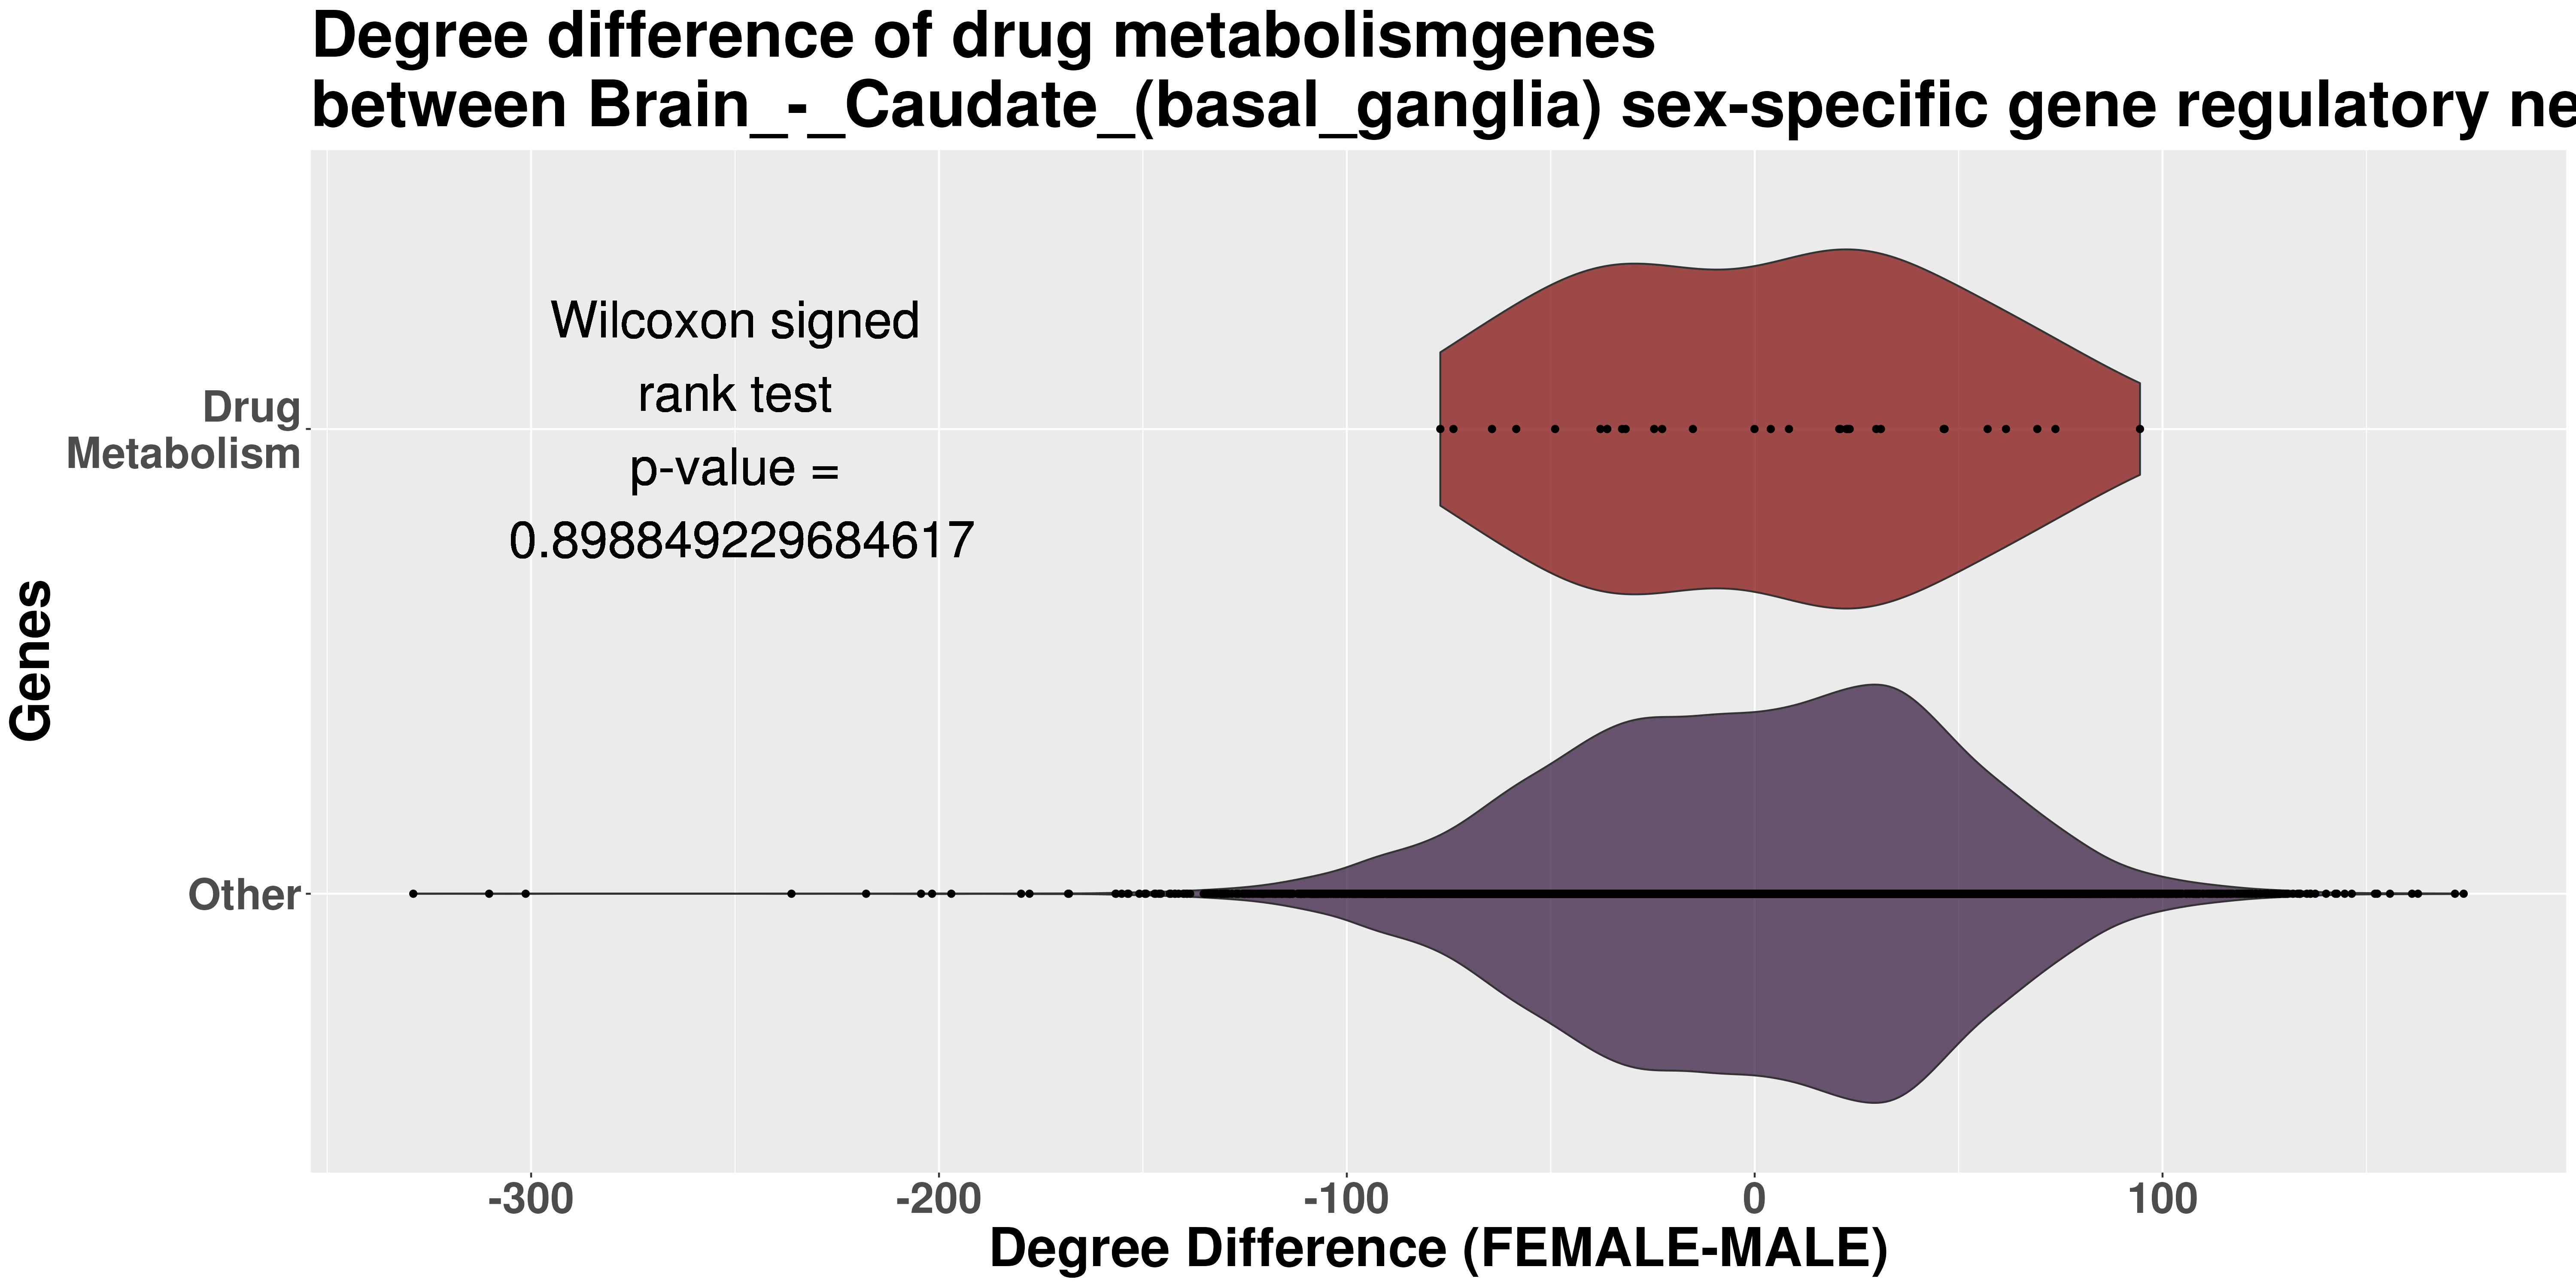 Degree difference of drug metabolismgenes
between Brain_-_Caudate_(basal_ganglia) sex-specific gene regulatory ne
Wilcoxon signed
rank test
p-value =
0.898849229684617
Drug
Metabolism
Other
Genes
-300
-200
-100
0
100
Degree Difference (FEMALE-MALE)